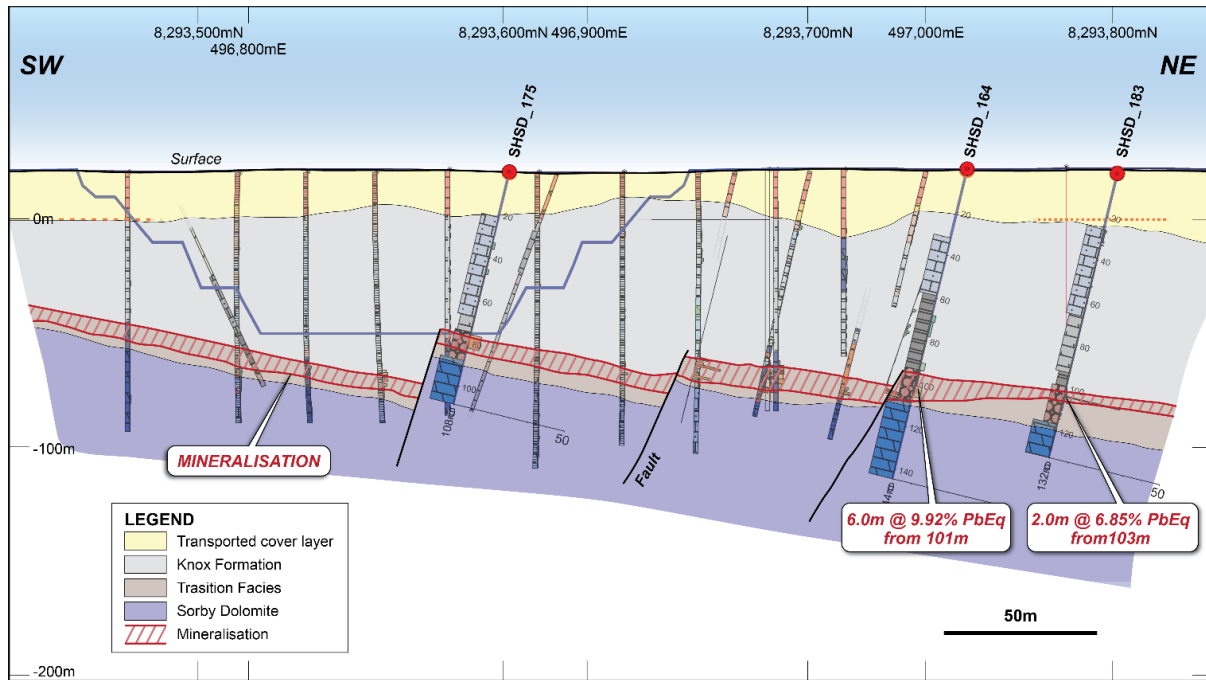 8,293,500mN
496,800mE
8,293,600mN 496,900mE
8,293,700mN
497,000mE
8,293,800mN
SW
NE
SHSD_175
SHSD_164
SHSD_183
Surface
0m
20
40
60
100
108m
50
20
40
60
80
100
120
140
20
40
60
80
100
120
132m
50
-100m
MINERALISATION
Fault
6.0m @ 9.92% PbEq
from 101m
2.0m @ 6.85% PbEq
from103m
LEGEND
Transported cover layer
Knox Formation
Trasition Facies
Sorby Dolomite
Mineralisation
50m
-200m